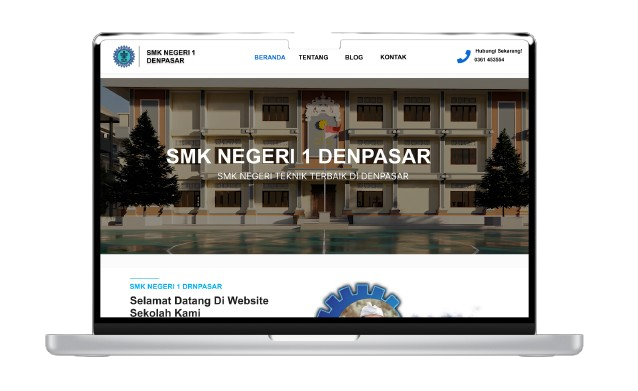 SMK NEGERI 1
DENPASAR
BERANDA TENTANG BLOG KONTAK
Hubungi Sekarang!
0361 453554
SMK NEGERI 1 DENPASAR
SMK NEGERI TEKNIK TERBAIK DI DENPASAR
SMK NEGERI 1 DRNPASAR
Selamat Datang Di Website
Sekolah Kami